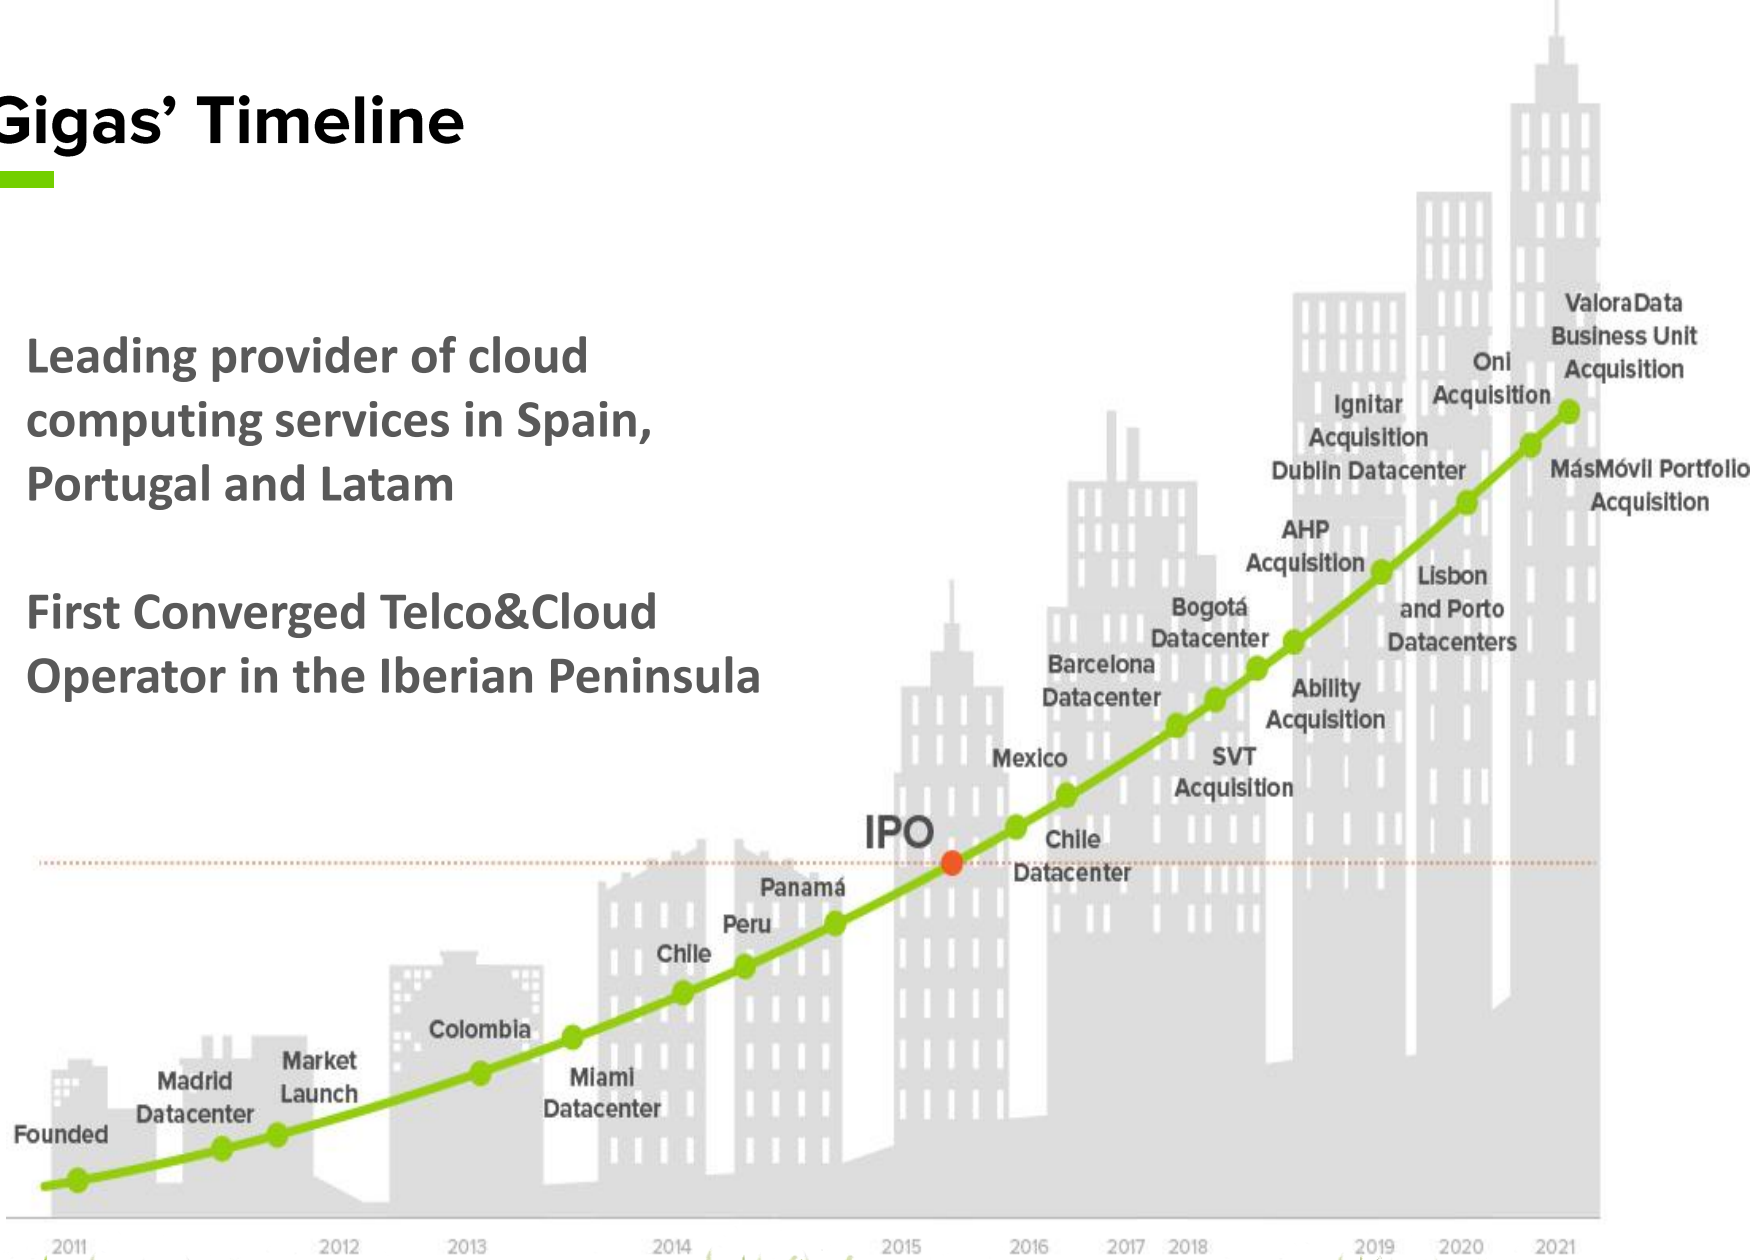 Gigas’ Timeline
Leading provider of cloud
computing services in Spain,
Portugal and Latam
First Converged Telco&Cloud
Operator in the Iberian Peninsula
Founded
Madrid
Datacenter
Market
Launch
Colombia
Miami
Datacenter
Chile
Peru
Panamá
IPO
Mexico
Chile
Datacenter
Barcelona
Datacenter
SVT
Acquisition
Bogotá
Datacenter
Ability
Acquisition
AHP
Acquisition
Lisbon
and Porto
Datacenters
Ignitar
Acquisition
Dublin Datacenter
Oni
Acquisition
MásMóvil Portfolio
Acquisition
ValoraData
Business Unit
Acquisition
2011 2012 2013 2014 2015 2016 2017 2018 2019 2020 2021